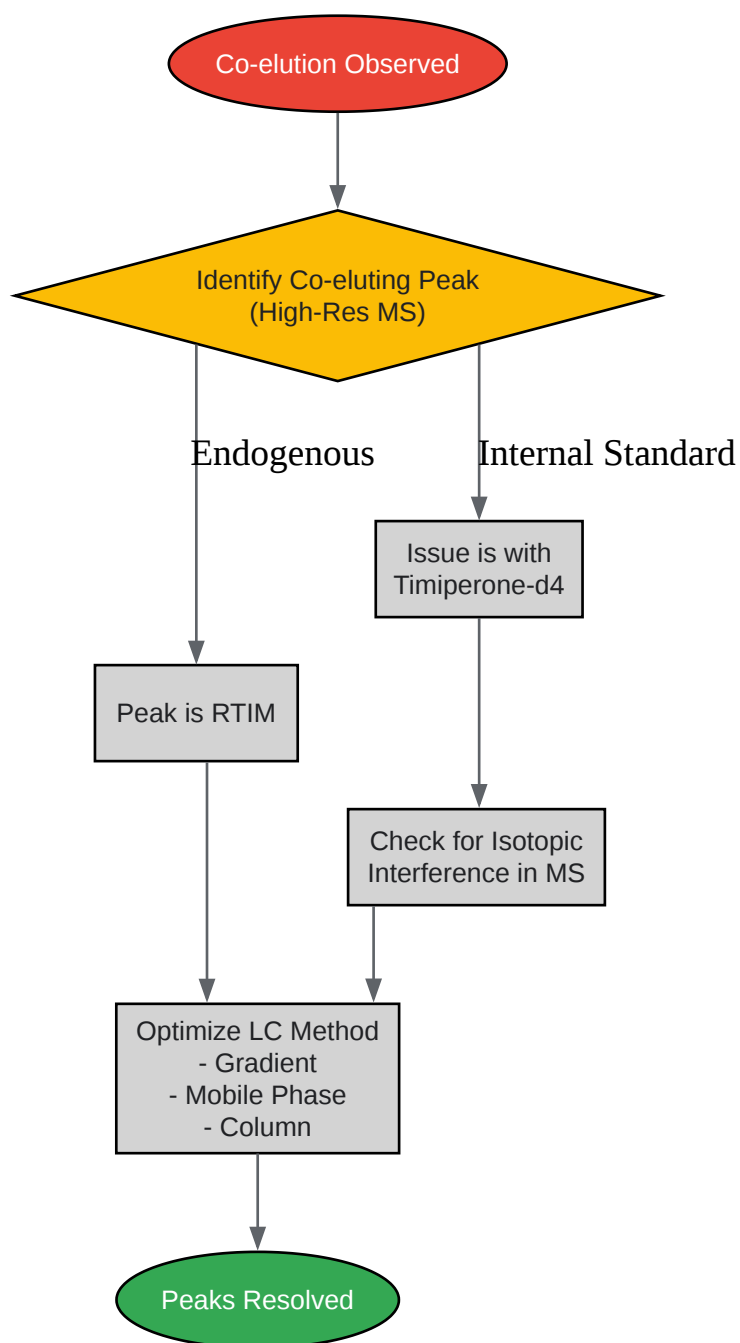 Co-elution Observed
Identify Co-eluting Peak
(High-Res MS)
Endogenous
Internal Standard
Issue is with
Timiperone-d4
Peak is RTIM
Check for Isotopic
Interference in MS
Optimize LC Method
- Gradient
- Mobile Phase
- Column
Peaks Resolved